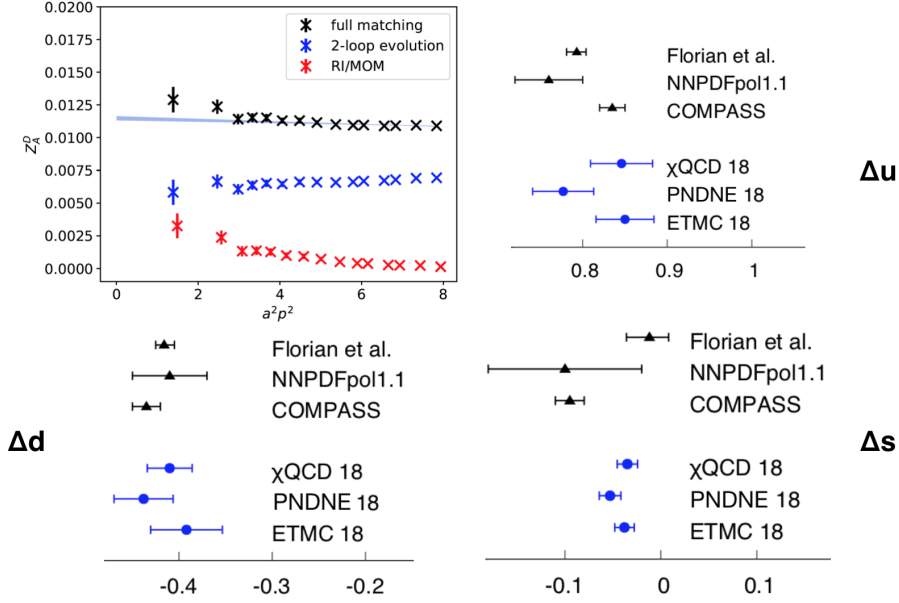 0.0200
0.0175
0.0150
0.0125
0.0100
0.0075
0.0050
0.0025
0.0000
Z_A^D
full matching
2-loop evolution
RI/MOM
0 2 4 6 8
a²p²
Florian et al.
NNPDFpol1.1
COMPASS
χQCD 18
PNDNE 18
ETMC 18
0.8 0.9 1
Δu
Florian et al.
NNPDFpol1.1
COMPASS
χQCD 18
PNDNE 18
ETMC 18
-0.4 -0.3 -0.2
Δd
Florian et al.
NNPDFpol1.1
COMPASS
χQCD 18
PNDNE 18
ETMC 18
-0.1 0 0.1
Δs